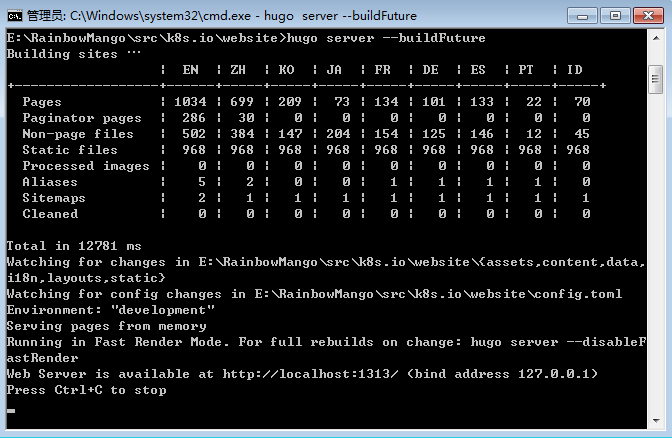 管理员: C:\Windows\system32\cmd.exe - hugo  server --buildFuture
E:\RainbowMango\src\k8s.io\website>hugo server --buildFuture
Building sites …
                   |  EN  | ZH  | KO  | JA  | FR  | DE  | ES  | PT  | ID
+------------------+------+-----+-----+-----+-----+-----+-----+-----+-----+
  Pages            | 1034 | 699 | 209 |  73 | 134 | 101 | 133 |  22 |  70
  Paginator pages  |  286 |  30 |   0 |   0 |   0 |   0 |   0 |   0 |   0
  Non-page files   |  502 | 384 | 147 | 204 | 154 | 125 | 146 |  12 |  45
  Static files     |  968 | 968 | 968 | 968 | 968 | 968 | 968 | 968 | 968
  Processed images |    0 |   0 |   0 |   0 |   0 |   0 |   0 |   0 |   0
  Aliases          |    5 |   2 |   0 |   0 |   1 |   1 |   1 |   1 |   0
  Sitemaps         |    2 |   1 |   1 |   1 |   1 |   1 |   1 |   1 |   1
  Cleaned          |    0 |   0 |   0 |   0 |   0 |   0 |   0 |   0 |   0
Total in 12781 ms
Watching for changes in E:\RainbowMango\src\k8s.io\website\{assets,content,data,
i18n,layouts,static}
Watching for config changes in E:\RainbowMango\src\k8s.io\website\config.toml
Environment: "development"
Serving pages from memory
Running in Fast Render Mode. For full rebuilds on change: hugo server --disableF
astRender
Web Server is available at http://localhost:1313/ (bind address 127.0.0.1)
Press Ctrl+C to stop